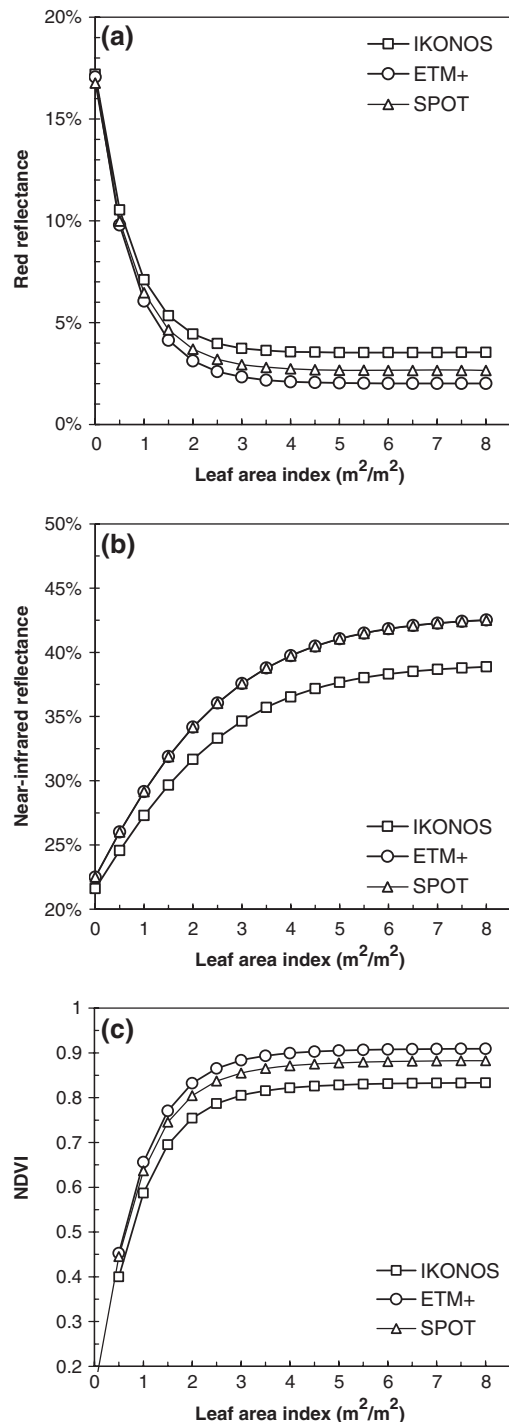 (a)
IKONOS
ETM+
SPOT
20%
15%
10%
5%
0%
Red reflectance
0 1 2 3 4 5 6 7 8
Leaf area index (m²/m²)
(b)
50%
45%
40%
35%
30%
25%
20%
Near-infrared reflectance
IKONOS
ETM+
SPOT
0 1 2 3 4 5 6 7 8
Leaf area index (m²/m²)
(c)
1
0.9
0.8
0.7
0.6
0.5
0.4
0.3
0.2
NDVI
IKONOS
ETM+
SPOT
0 1 2 3 4 5 6 7 8
Leaf area index (m²/m²)